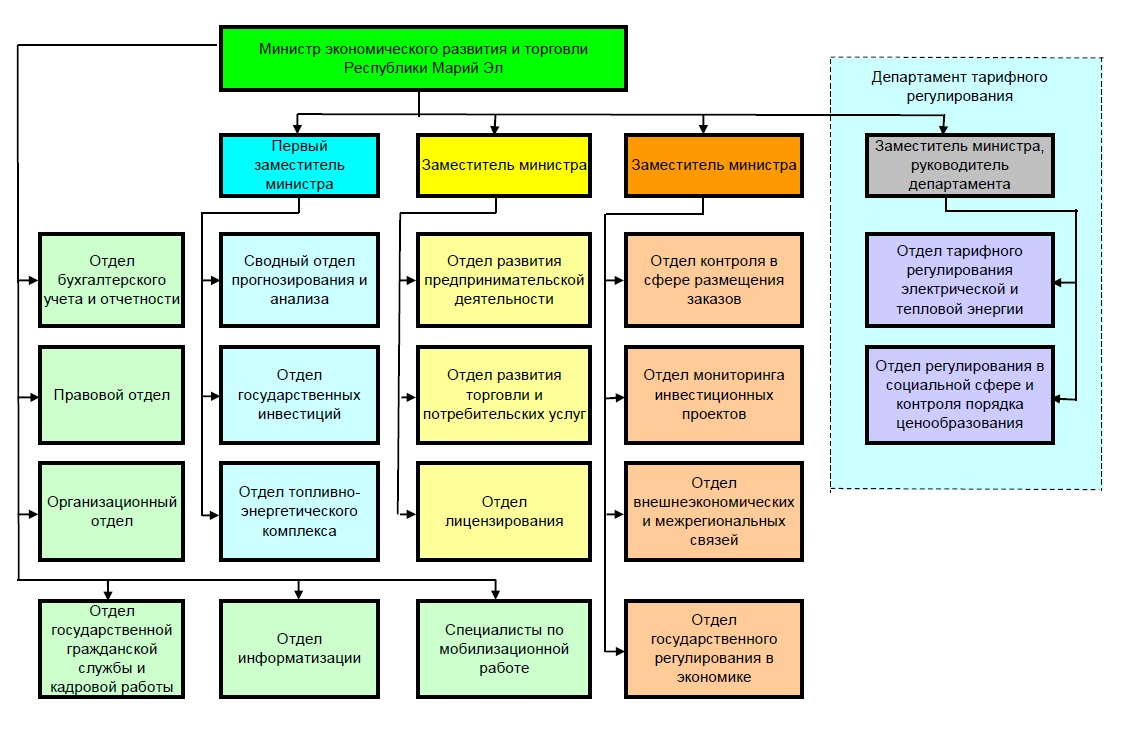 Министр экономического развития и торговли
Республики Марий Эл
Департамент тарифного
регулирования
Первый
заместитель
министра
Заместитель министра
Заместитель министра
Заместитель министра,
руководитель
департамента
Отдел
бухгалтерского
учета и отчетности
Сводный отдел
прогнозирования и
анализа
Отдел развития
предпринимательской
деятельности
Отдел контроля в
сфере размещения
заказов
Отдел тарифного
регулирования
электрической и
тепловой энергии
Правовой отдел
Отдел
государственных
инвестиций
Отдел развития
торговли и
потребительских услуг
Отдел мониторинга
инвестиционных
проектов
Отдел регулирования в
социальной сфере и
контроля порядка
ценообразования
Организационный
отдел
Отдел топливно-
энергетического
комплекса
Отдел
лицензирования
Отдел
внешнеэкономических
и межрегиональных
связей
Отдел
государственной
гражданской
службы и
кадровой работы
Отдел
информатизации
Специалисты по
мобилизационной
работе
Отдел
государственного
регулирования в
экономике